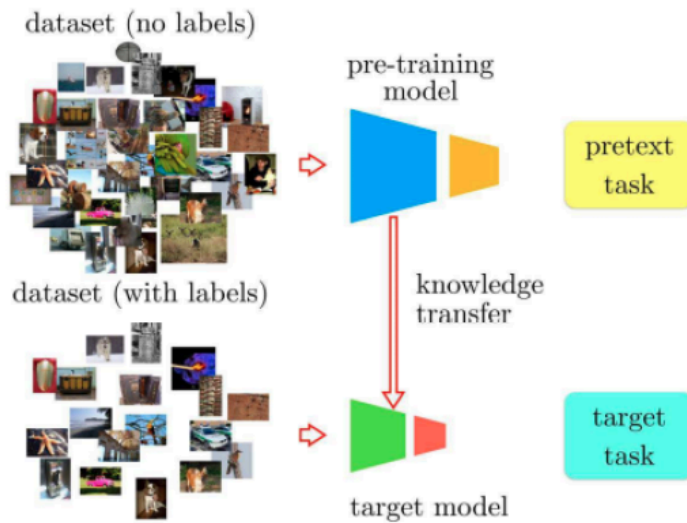 dataset (no labels)
pre-training
model
pretext
task
dataset (with labels)
knowledge
transfer
target
task
target model